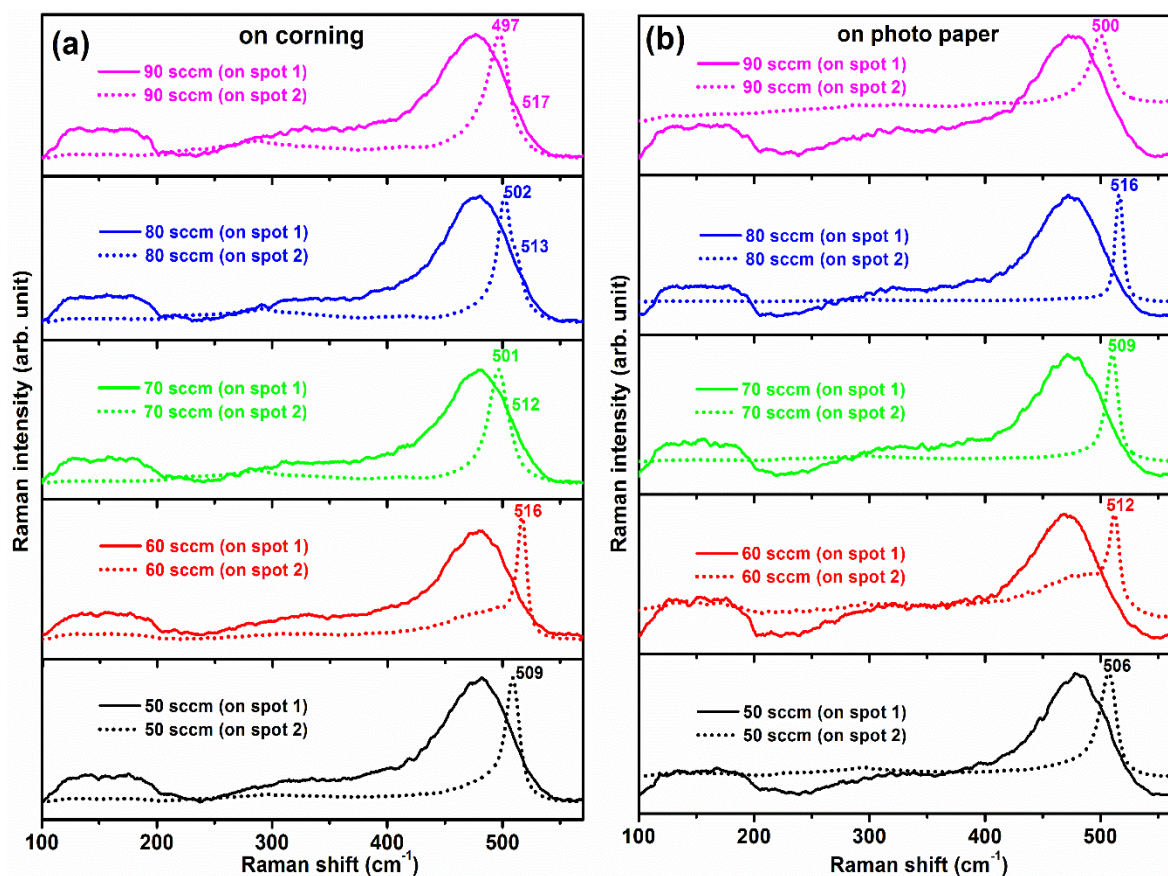 (a)
on corning
497
90 sccm (on spot 1)
90 sccm (on spot 2)
517
502
80 sccm (on spot 1)
80 sccm (on spot 2)
513
501
70 sccm (on spot 1)
70 sccm (on spot 2)
512
516
60 sccm (on spot 1)
60 sccm (on spot 2)
509
50 sccm (on spot 1)
50 sccm (on spot 2)
100 200 300 400 500
Raman shift (cm-1)
Raman intensity (arb. unit)
(b)
on photo paper
500
90 sccm (on spot 1)
90 sccm (on spot 2)
516
80 sccm (on spot 1)
80 sccm (on spot 2)
509
70 sccm (on spot 1)
70 sccm (on spot 2)
512
60 sccm (on spot 1)
60 sccm (on spot 2)
506
50 sccm (on spot 1)
50 sccm (on spot 2)
100 200 300 400 500
Raman shift (cm-1)
Raman intensity (arb. unit)